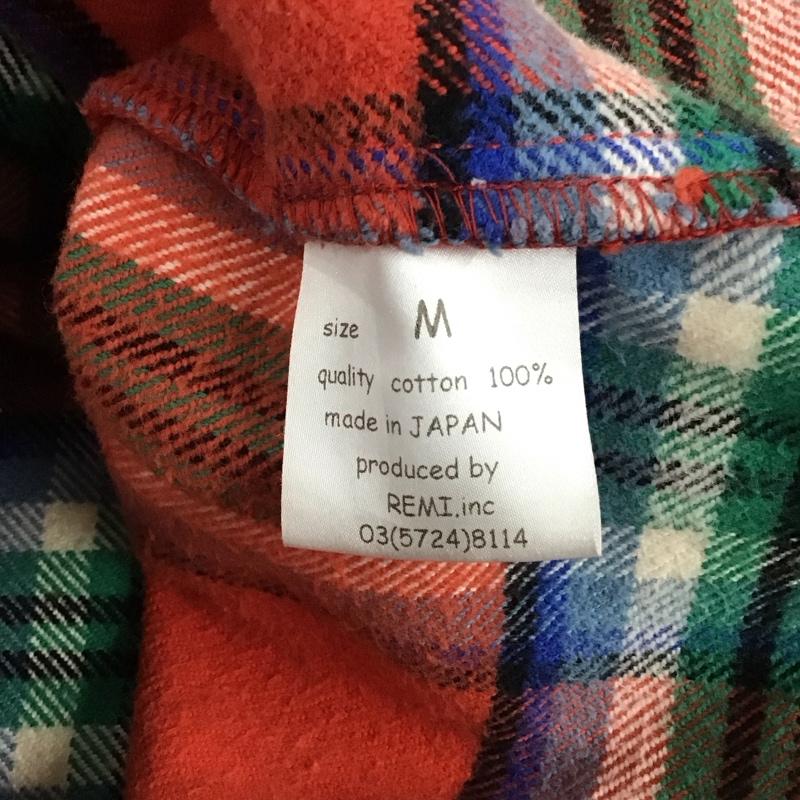 size M
quality cotton 100%
made in JAPAN
produced by
REMI.inc
03(5724)8114